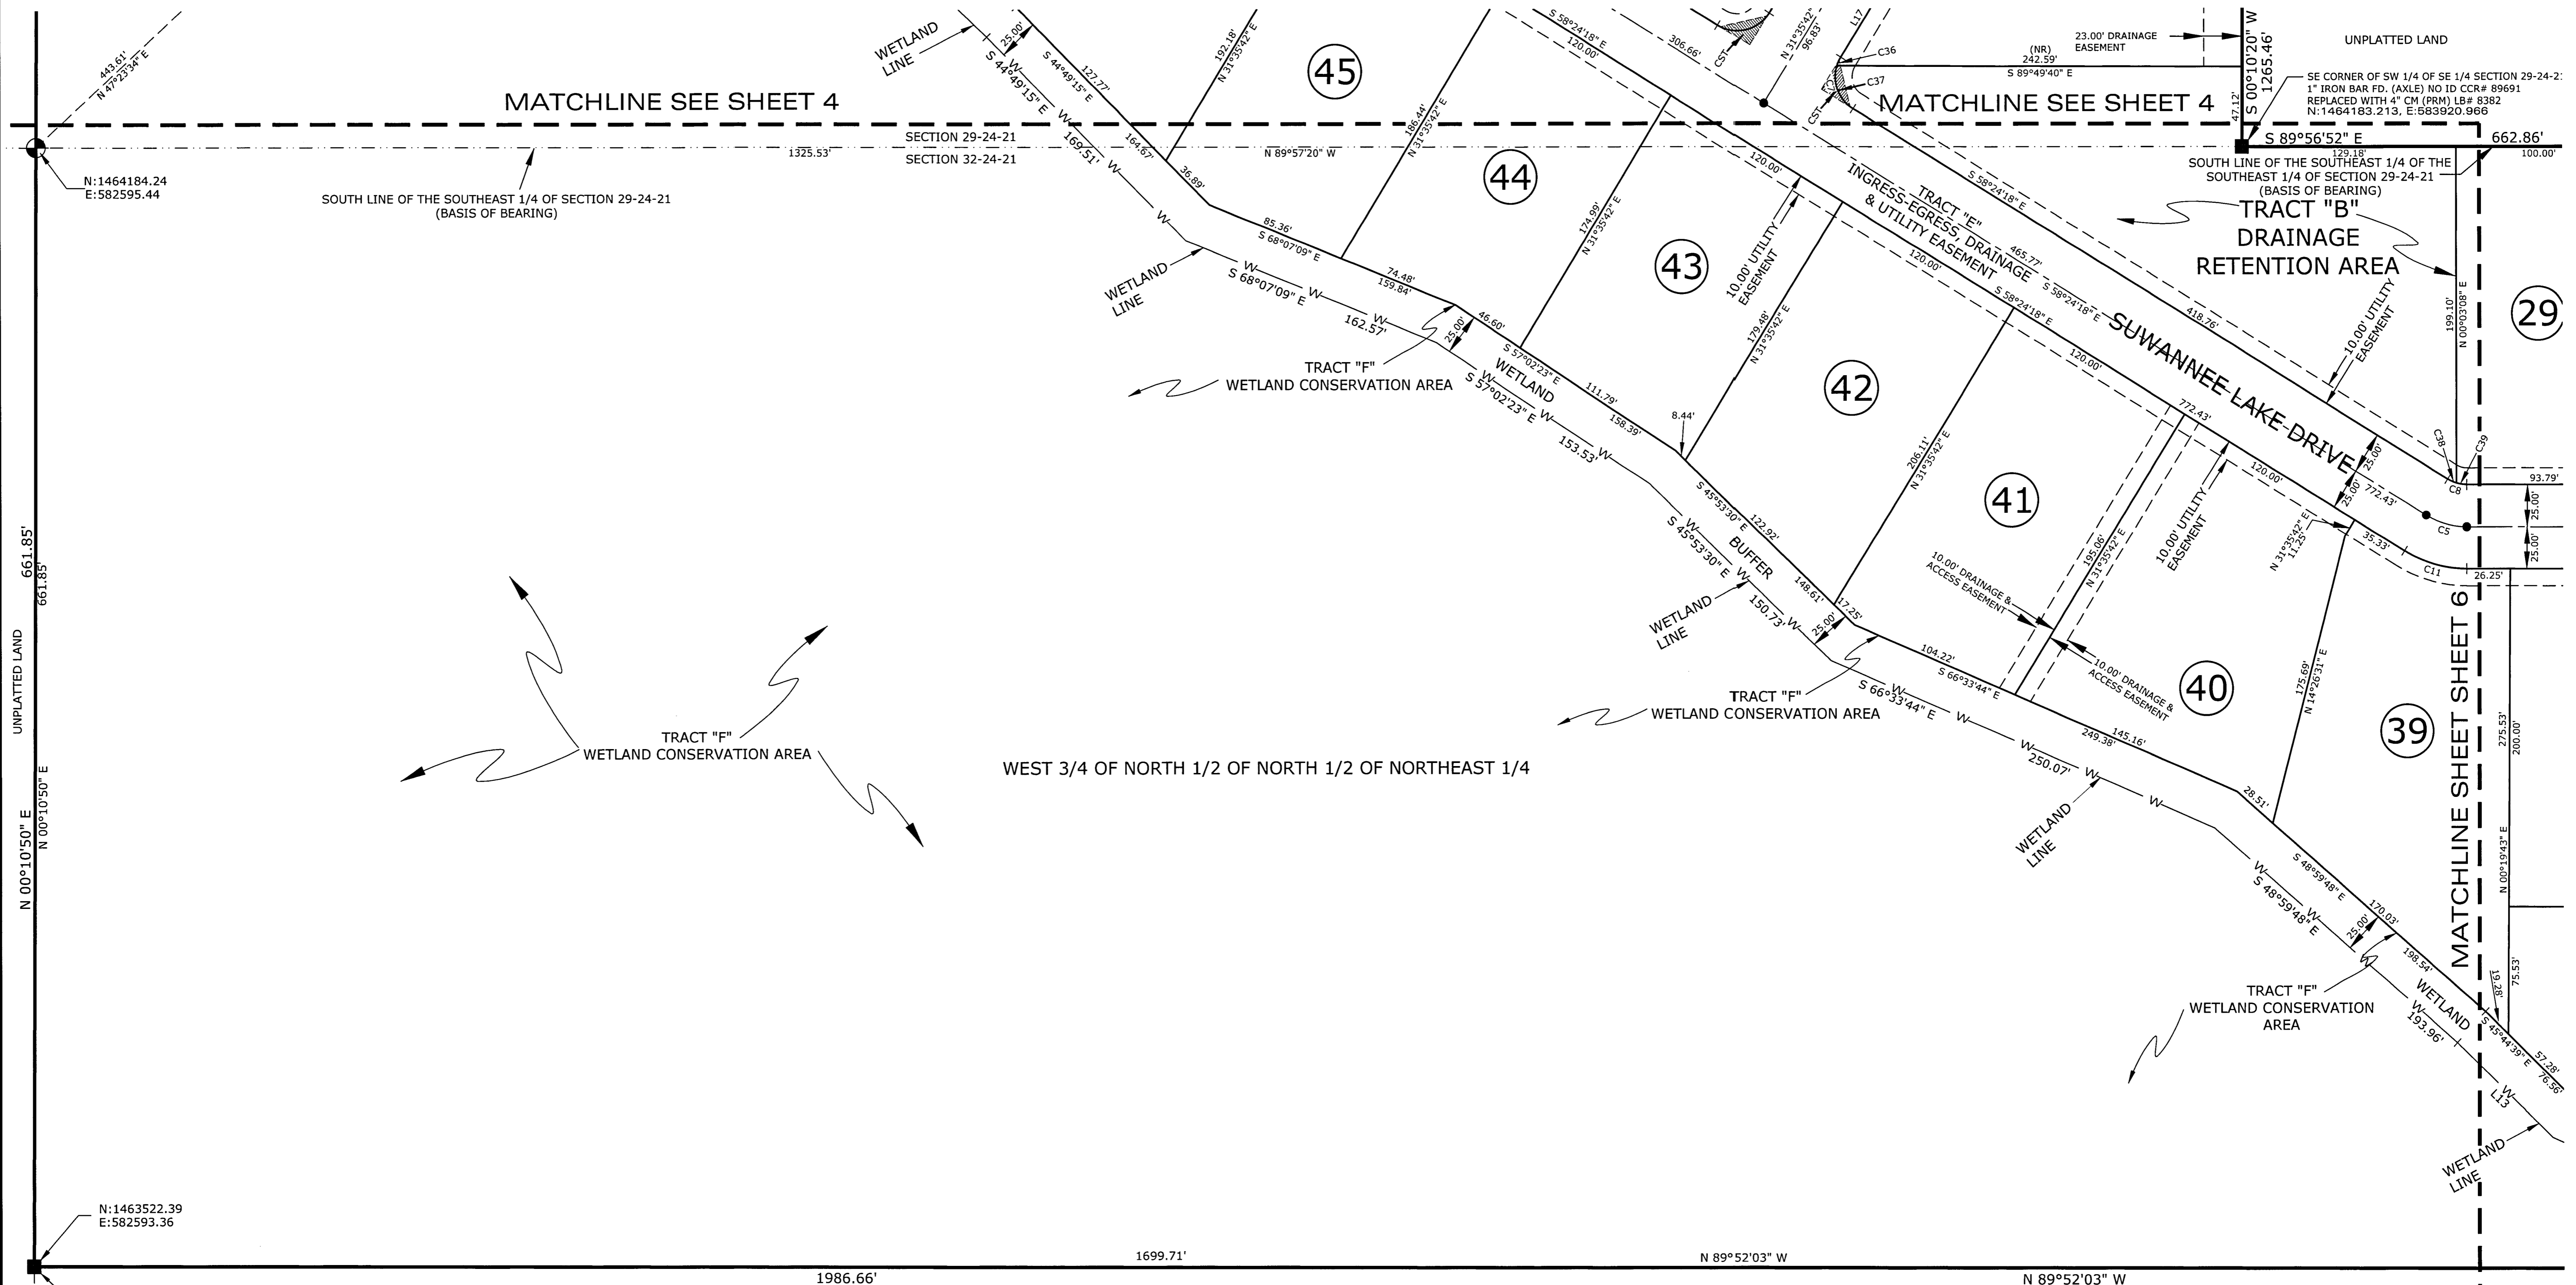 443.61'
N 47°23'34" E
MATCHLINE SEE SHEET 4
WETLAND
LINE
25.00'
S 44°49'15" E
127.77'
S 44°49'15" E
169.51'
164.67'
36.89'
192.18'
N 31°35'42" E
45
186.44'
N 31°35'42" E
S 58°24'18" E
120.00'
306.66'
CST
N 31°35'42"
96.83'
L17
C36
C37
CST
(NR)
242.59'
S 89°49'40" E
23.00' DRAINAGE
EASEMENT
S 00°10'20" W
1265.46'
47.12'
UNPLATTED LAND
SE CORNER OF SW 1/4 OF SE 1/4 SECTION 29-24-2
1" IRON BAR FD. (AXLE) NO ID CCR# 89691
REPLACED WITH 4" CM (PRM) LB# 8382
N:1464183.213, E:583920.966
MATCHLINE SEE SHEET 4
SECTION 29-24-21
SECTION 32-24-21
1325.53'
N 89°57'20" W
S 89°56'52" E
662.86'
129.18'
100.00'
N:1464184.24
E:582595.44
SOUTH LINE OF THE SOUTHEAST 1/4 OF SECTION 29-24-21
(BASIS OF BEARING)
SOUTH LINE OF THE SOUTHEAST 1/4 OF THE
SOUTHEAST 1/4 OF SECTION 29-24-21
(BASIS OF BEARING)
TRACT "B"
DRAINAGE
RETENTION AREA
44
174.99'
N 31°35'42" E
120.00'
TRACT "E"
INGRESS-EGRESS, DRAINAGE
& UTILITY EASEMENT
S 58°24'18" E
465.77'
S 58°24'18" E
418.76'
85.36'
S 68°07'09" E
74.48'
159.84'
WETLAND
LINE
S 68°07'09" E
162.57'
43
10.00' UTILITY
EASEMENT
179.48'
N 31°35'42" E
120.00'
S 58°24'18" E
SUWANNEE LAKE DRIVE
10.00' UTILITY
EASEMENT
199.10'
N 00°03'08" E
29
46.60'
25.00'
S 57°02'23" E
WETLAND
S 57°02'23" E
111.79'
158.39'
153.53'
8.44'
TRACT "F"
WETLAND CONSERVATION AREA
42
206.11'
N 31°35'42" E
120.00'
772.43'
120.00'
25.00'
25.00'
772.43'
C38
C39
C8
93.79'
C5
25.00'
25.00'
C11
26.25'
35.33'
N 31°35'42" E
11.25'
S 45°53'30" E
122.92'
S 45°53'30" E
BUFFER
148.61'
150.73'
17.25'
25.00'
WETLAND
LINE
41
195.06'
N 31°35'42" E
10.00' UTILITY
EASEMENT
10.00' DRAINAGE &
ACCESS EASEMENT
10.00' DRAINAGE &
ACCESS EASEMENT
40
175.69'
N 14°26'31" E
39
MATCHLINE SHEET SHEET 6
275.53'
200.00'
N 00°19'43" E
75.53'
661.85'
661.85'
UNPLATTED LAND
N 00°10'50" E
N 00°10'50" E
104.22'
S 66°33'44" E
S 66°33'44" E
145.16'
249.38'
250.07'
TRACT "F"
WETLAND CONSERVATION AREA
TRACT "F"
WETLAND CONSERVATION AREA
WEST 3/4 OF NORTH 1/2 OF NORTH 1/2 OF NORTHEAST 1/4
WETLAND
LINE
28.51'
S 48°59'48" E
S 48°59'48" E
170.03'
25.00'
198.54'
WETLAND
193.96'
19.28'
S 45°44'39" E
57.28'
76.56'
L13
TRACT "F"
WETLAND CONSERVATION
AREA
WETLAND
LINE
N:1463522.39
E:582593.36
1699.71'
N 89°52'03" W
1986.66'
N 89°52'03" W
W W W W W W W W W W W W W W W W W W W W W W W W W